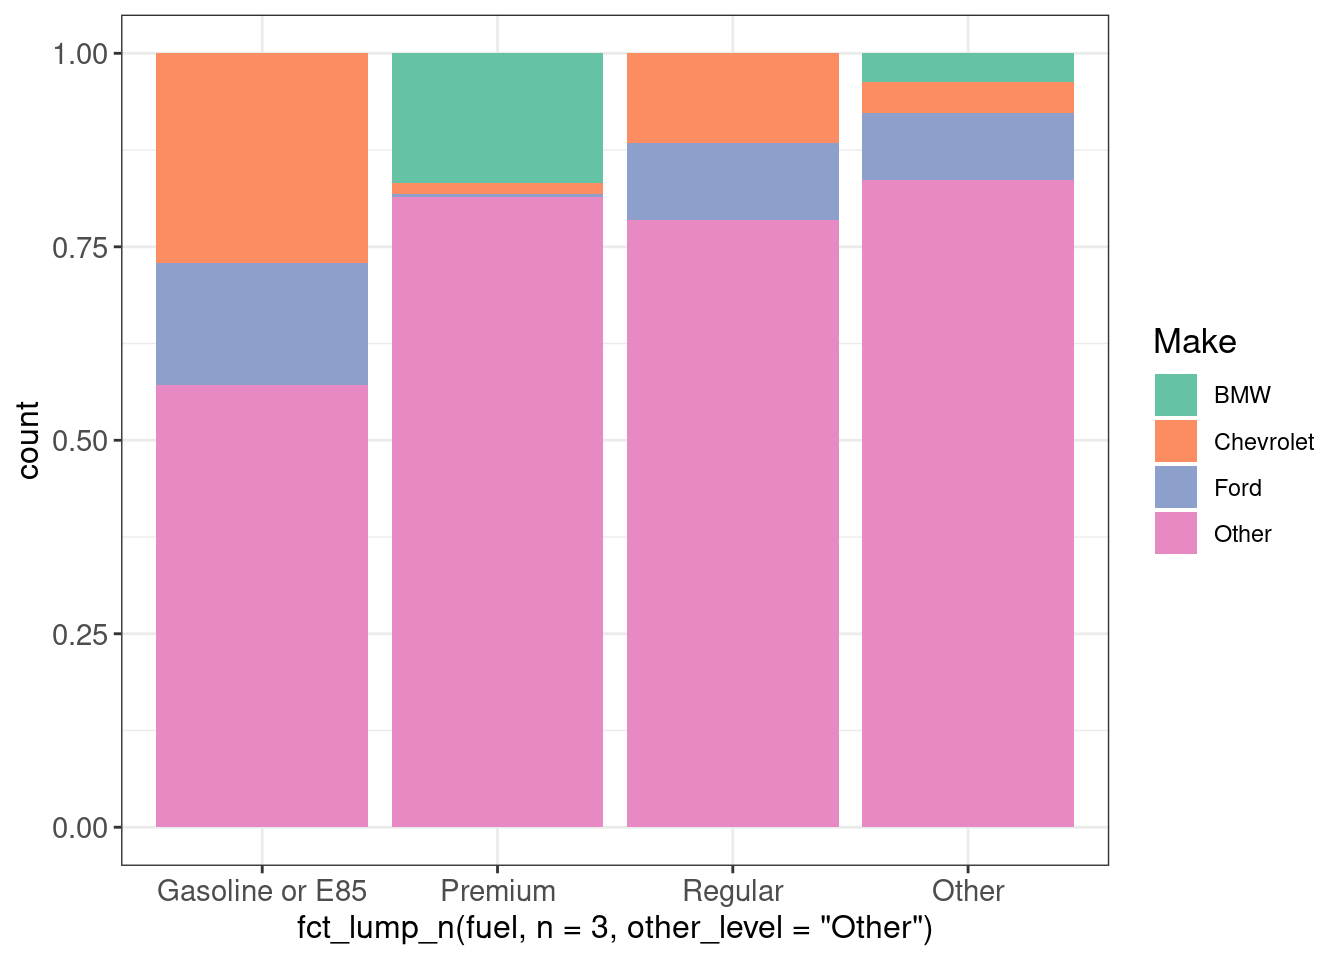 1.00
0.75
0.50
0.25
0.00
count
Gasoline or E85
Premium
Regular
Other
fct_lump_n(fuel, n = 3, other_level = "Other")
Make
BMW
Chevrolet
Ford
Other